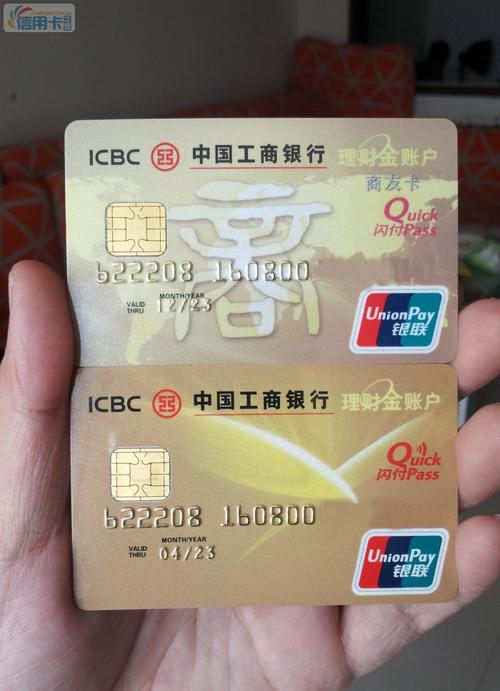 信用卡之窗
ICBC 中国工商银行 理财金账户
商友卡
Quick
闪付Pass
622208 160800
MONTH/YEAR
VALID THRU 12/23
UnionPay
银联
ICBC 中国工商银行 理财金账户
Quick
闪付Pass
622208 160800
MONTH/YEAR
VALID THRU 04/23
UnionPay
银联